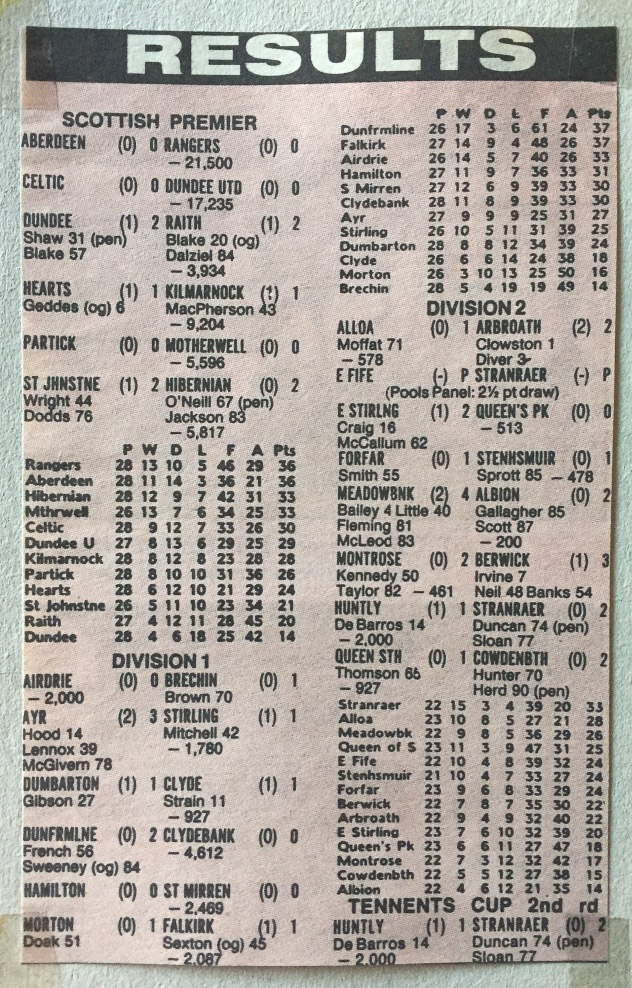 RESULTS
SCOTTISH PREMIER
ABERDEEN (0) 0 RANGERS (0) 0
— 21,500
CELTIC (0) 0 DUNDEE UTD (0) 0
— 17,235
DUNDEE (1) 2 RAITH (1) 2
Shaw 31 (pen) Blake 20 (og)
Blake 57 Dalziel 84
— 3,934
HEARTS (1) 1 KILMARNOCK (1) 1
Geddes (og) 6 MacPherson 43
— 9,204
PARTICK (0) 0 MOTHERWELL (0) 0
— 5,596
ST JHNSTNE (1) 2 HIBERNIAN (0) 2
Wright 44 O'Neill 67 (pen)
Dodds 76 Jackson 83
— 5,817
P W D L F A Pts
Rangers 28 13 10 5 46 29 36
Aberdeen 28 11 14 3 36 21 36
Hibernian 28 12 9 7 42 31 33
Mthrwell 26 13 7 6 34 25 33
Celtic 28 9 12 7 33 26 30
Dundee U 27 8 13 6 29 25 29
Kilmarnock 28 8 12 8 23 28 28
Partick 28 8 10 10 31 36 26
Hearts 28 6 12 10 21 29 24
St Johnstne 26 5 11 10 23 34 21
Raith 27 4 12 11 28 45 20
Dundee 28 4 6 18 25 42 14
DIVISION 1
AIRDRIE (0) 0 BRECHIN (0) 1
— 2,000 Brown 70
AYR (2) 3 STIRLING (1) 1
Hood 14 Mitchell 42
Lennox 39 — 1,780
McGivern 78
DUMBARTON (1) 1 CLYDE (1) 1
Gibson 27 Strain 11
— 927
DUNFRMLNE (0) 2 CLYDEBANK (0) 0
French 56 — 4,612
Sweeney (og) 84
HAMILTON (0) 0 ST MIRREN (0) 0
— 2,469
MORTON (0) 1 FALKIRK (1) 1
Doak 51 Sexton (og) 45
— 2,087
P W D L F A Pts
Dunfrmline 26 17 3 6 61 24 37
Falkirk 27 14 9 4 48 26 37
Airdrie 26 14 5 7 40 26 33
Hamilton 27 11 9 7 36 33 31
S Mirren 27 12 6 9 39 33 30
Clydebank 28 11 8 9 39 33 30
Ayr 27 9 9 9 25 31 27
Stirling 26 10 5 11 31 39 25
Dumbarton 28 8 8 12 34 39 24
Clyde 26 6 6 14 24 38 18
Morton 26 3 10 13 25 50 16
Brechin 28 5 4 19 19 49 14
DIVISION 2
ALLOA (0) 1 ARBROATH (2) 2
Moffat 71 Clowston 1
— 578 Diver
E FIFE (-) P STRANRAER (-) P
(Pools Panel: 2½ pt draw)
E STIRLNG (1) 2 QUEEN'S PK (0) 0
Craig 16 — 513
McCallum 62
FORFAR (0) 1 STENHSMUIR (0) 1
Smith 55 Sprott 85 — 478
MEADOWBNK (2) 4 ALBION (0) 2
Bailey 4 Little 40 Gallagher 85
Fleming 81 Scott 87
McLeod 83 — 200
MONTROSE (0) 2 BERWICK (1) 3
Kennedy 50 Irvine 7
Taylor 82 — 461 Neil 48 Banks 54
HUNTLY (1) 1 STRANRAER (0) 2
De Barros 14 Duncan 74 (pen)
— 2,000 Sloan 77
QUEEN STH (0) 1 COWDENBTH (0) 2
Thomson 65 Hunter 70
— 927 Herd 90 (pen)
Stranraer 22 15 3 4 39 20 33
Alloa 23 10 8 5 27 21 28
Meadowbk 22 9 8 5 36 29 26
Queen of S 23 11 3 9 47 31 25
E Fife 22 10 4 8 39 32 24
Stenhsmuir 21 10 4 7 33 27 24
Forfar 23 9 6 8 33 29 24
Berwick 22 7 8 7 35 30 22
Arbroath 22 9 4 9 32 40 22
E Stirling 23 7 6 10 32 39 20
Queen's Pk 23 6 6 11 27 47 18
Montrose 22 7 3 12 32 42 17
Cowdenbth 22 5 5 12 27 38 15
Albion 22 4 6 12 21 35 14
TENNENTS CUP 2nd rd
HUNTLY (1) 1 STRANRAER (0) 2
De Barros 14 Duncan 74 (pen)
— 2,000 Sloan 77